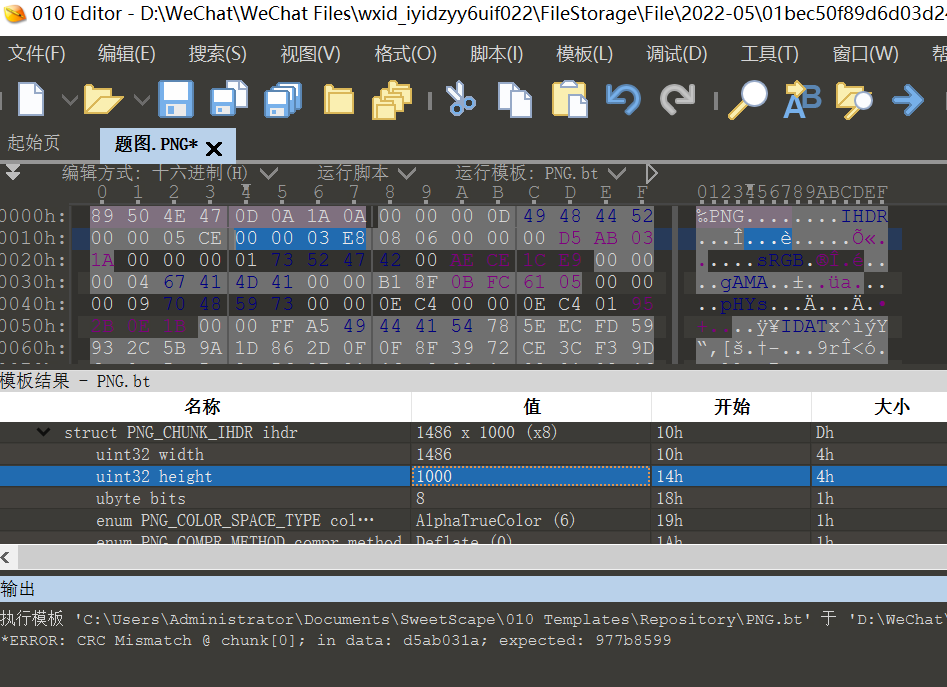 010 Editor - D:\WeChat\WeChat Files\wxid_iyidzyy6uif022\FileStorage\File\2022-05\01bec50f89d6d03d2
文件(F) 编辑(E) 搜索(S) 视图(V) 格式(O) 脚本(I) 模板(L) 调试(D) 工具(T) 窗口(W)
起始页 题图.PNG*
编辑方式: 十六进制(H) 运行脚本 运行模板: PNG.bt
0 1 2 3 4 5 6 7 8 9 A B C D E F 0123456789ABCDEF
0000h: 89 50 4E 47 0D 0A 1A 0A 00 00 00 0D 49 48 44 52 ‰PNG........IHDR
0010h: 00 00 05 CE 00 00 03 E8 08 06 00 00 00 D5 AB 03 ...Î...è.....Õ«.
0020h: 1A 00 00 00 01 73 52 47 42 00 AE CE 1C E9 00 00 .....sRGB.®Î.é..
0030h: 00 04 67 41 4D 41 00 00 B1 8F 0B FC 61 05 00 00 ..gAMA..±..üa...
0040h: 00 09 70 48 59 73 00 00 0E C4 00 00 0E C4 01 95 ..pHYs...Ä...Ä.•
0050h: 2B 0E 1B 00 00 FF A5 49 44 41 54 78 5E EC FD 59 +....ÿ¥IDATx^ìýY
0060h: 93 2C 5B 9A 1D 86 2D 0F 0F 8F 39 72 CE 3C F3 9D “,[š.†-...9rÎ<ó.
模板结果 - PNG.bt
名称 值 开始 大小
struct PNG_CHUNK_IHDR ihdr 1486 x 1000 (x8) 10h Dh
uint32 width 1486 10h 4h
uint32 height 1000 14h 4h
ubyte bits 8 18h 1h
enum PNG_COLOR_SPACE_TYPE col⋯ AlphaTrueColor (6) 19h 1h
enum PNG_COMPR_METHOD compr_method Deflate (0) 1Ah 1h
输出
执行模板 'C:\Users\Administrator\Documents\SweetScape\010 Templates\Repository\PNG.bt' 于 'D:\WeChat\
*ERROR: CRC Mismatch @ chunk[0]; in data: d5ab031a; expected: 977b8599